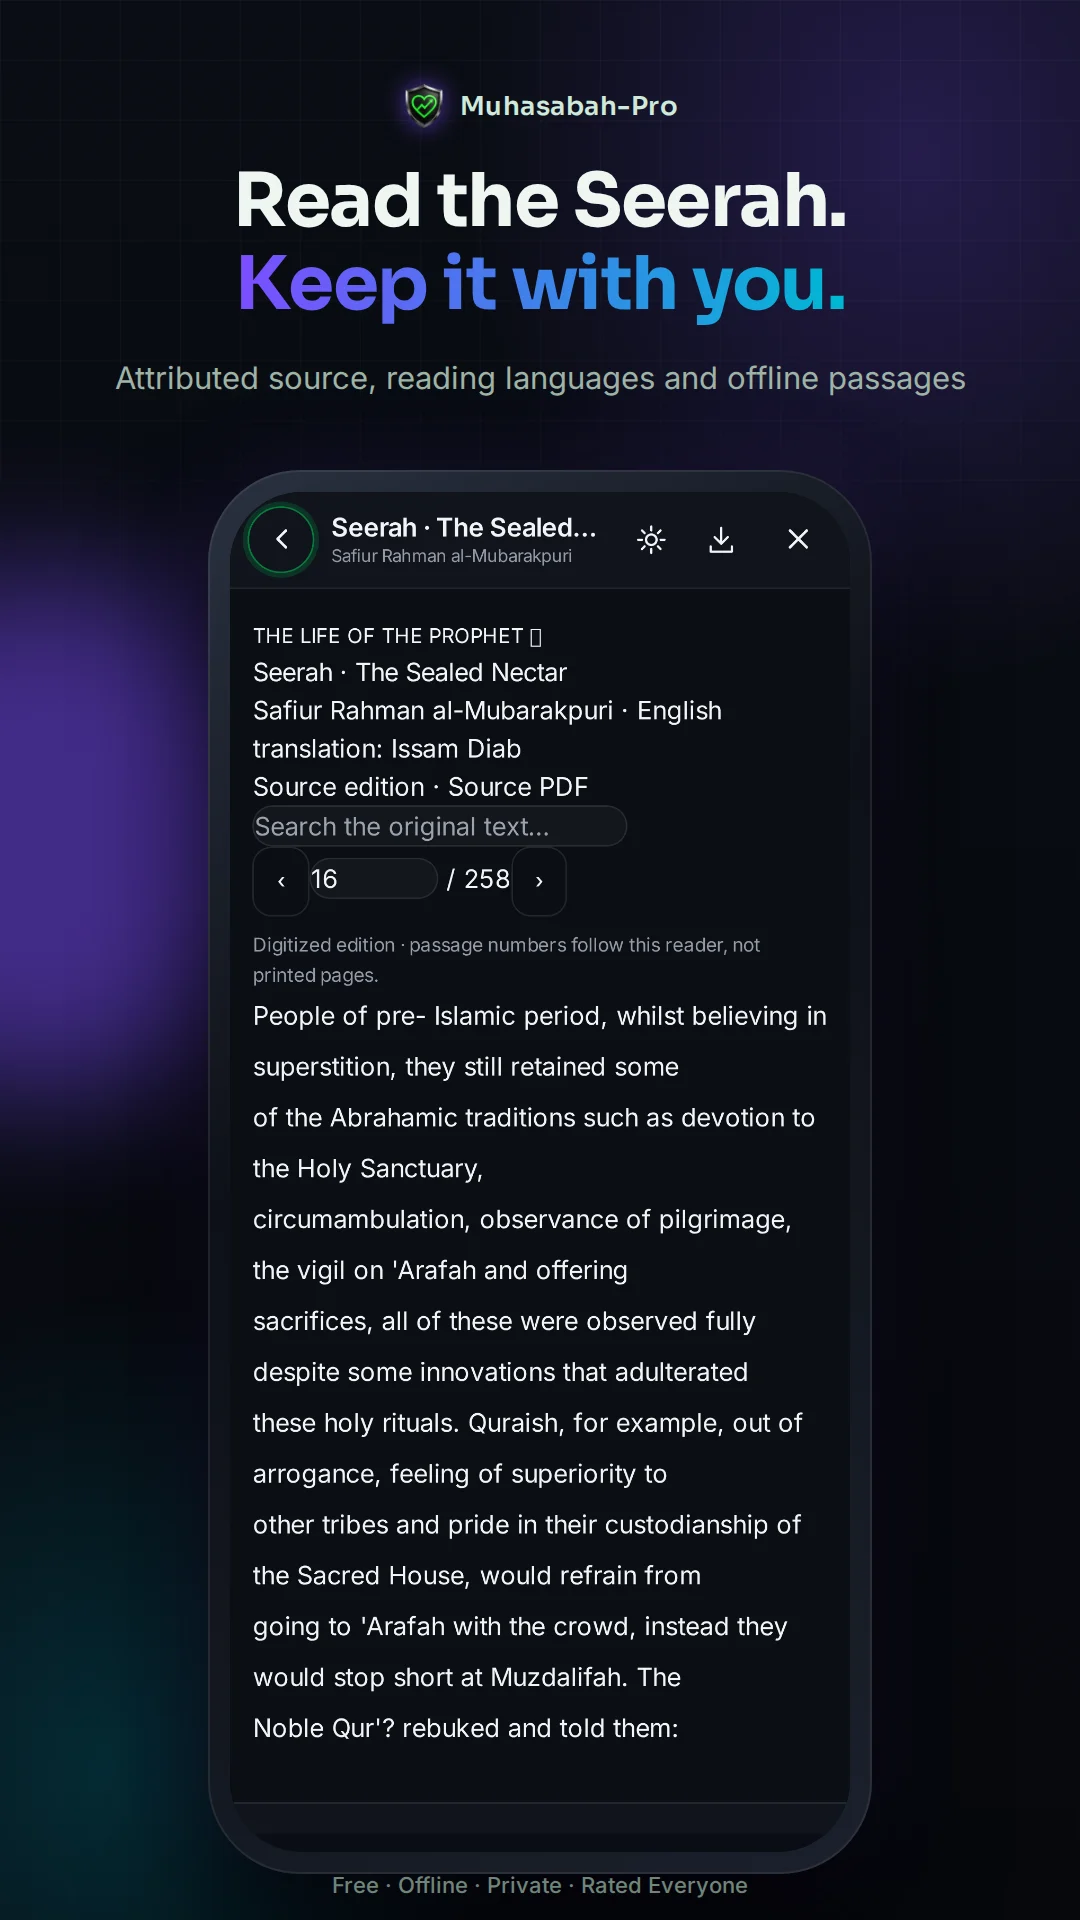 Muhasabah-Pro
Read the Seerah.
Keep it with you.
Attributed source, reading languages and offline passages
Seerah · The Sealed...
Safiur Rahman al-Mubarakpuri
THE LIFE OF THE PROPHET
Seerah · The Sealed Nectar
Safiur Rahman al-Mubarakpuri · English
translation: Issam Diab
Source edition · Source PDF
Search the original text...
‹ 16 / 258 ›
Digitized edition · passage numbers follow this reader, not
printed pages.
People of pre- Islamic period, whilst believing in
superstition, they still retained some
of the Abrahamic traditions such as devotion to
the Holy Sanctuary,
circumambulation, observance of pilgrimage,
the vigil on 'Arafah and offering
sacrifices, all of these were observed fully
despite some innovations that adulterated
these holy rituals. Quraish, for example, out of
arrogance, feeling of superiority to
other tribes and pride in their custodianship of
the Sacred House, would refrain from
going to 'Arafah with the crowd, instead they
would stop short at Muzdalifah. The
Noble Qur'? rebuked and told them:
Free · Offline · Private · Rated Everyone